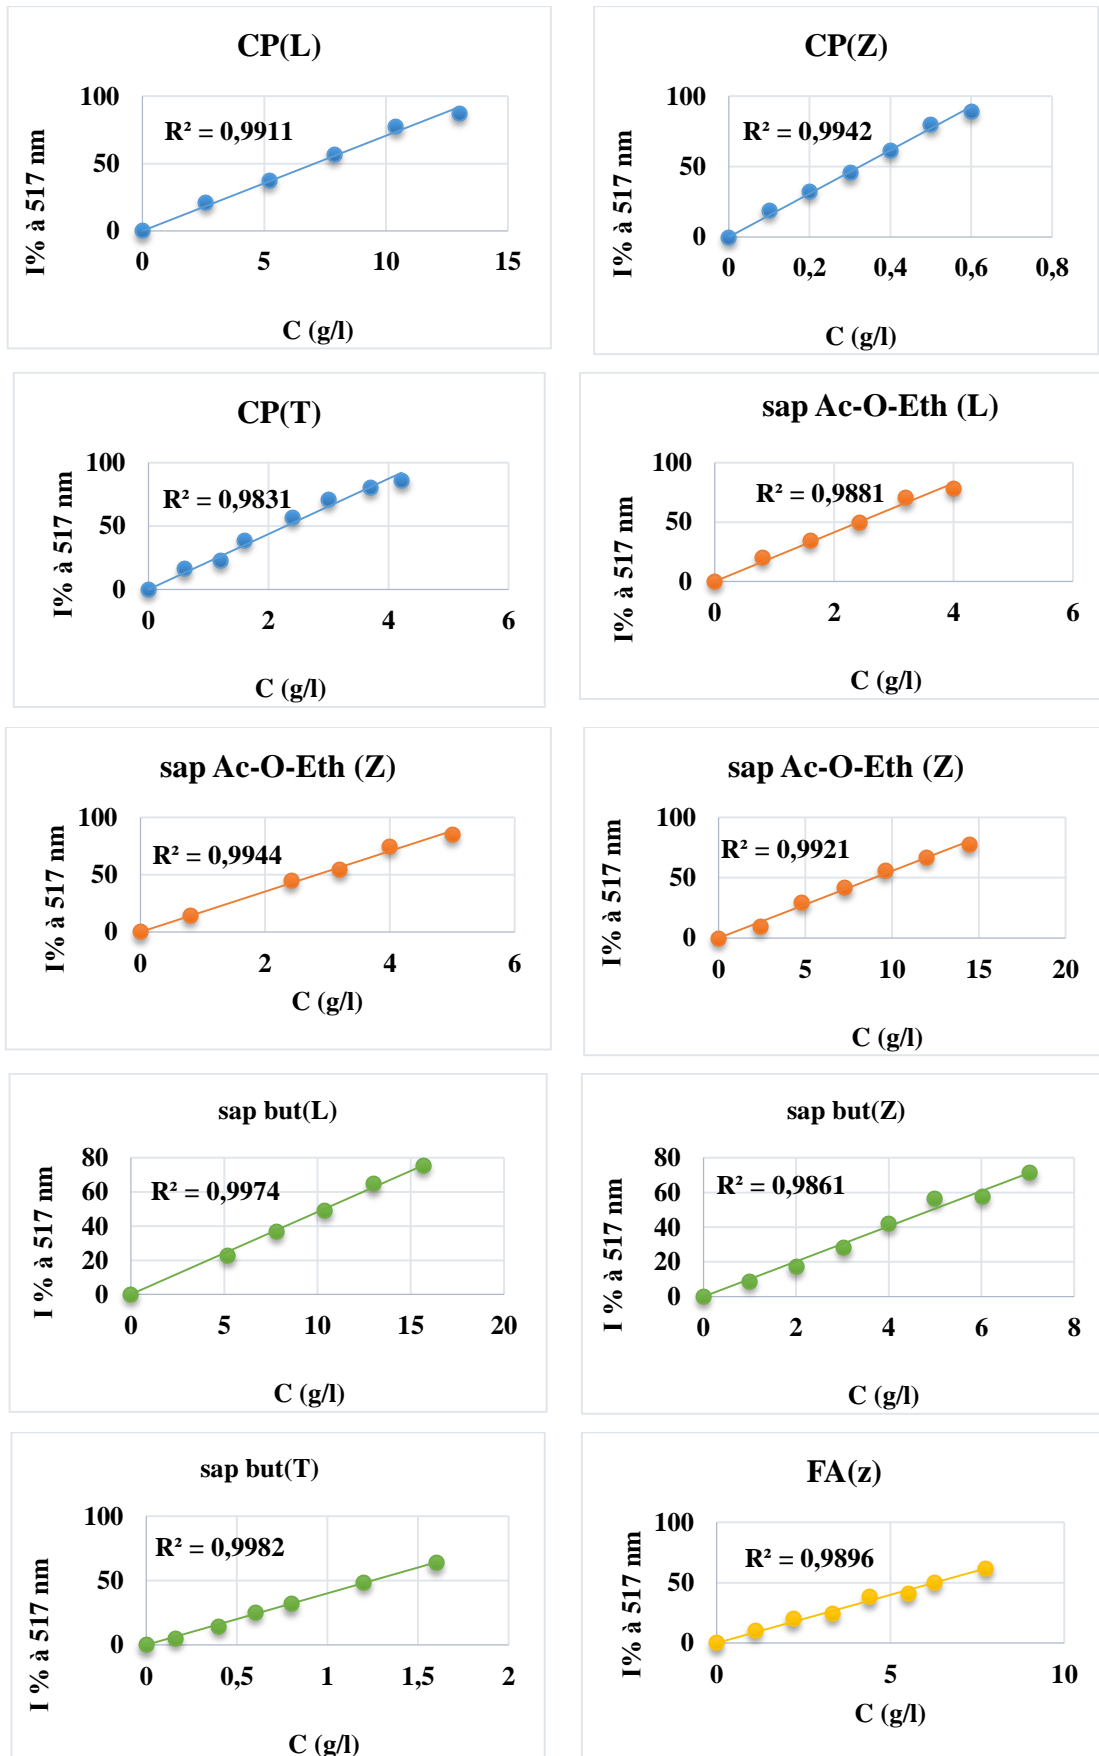 CP(L)
I% à 517 nm
100
50
0
R² = 0,9911
0 5 10 15
C (g/l)
CP(Z)
I% à 517 nm
100
50
0
R² = 0,9942
0 0,2 0,4 0,6 0,8
C (g/l)
CP(T)
I% à 517 nm
100
50
0
R² = 0,9831
0 2 4 6
C (g/l)
sap Ac-O-Eth (L)
I% à 517 nm
100
50
0
R² = 0,9881
0 2 4 6
C (g/l)
sap Ac-O-Eth (Z)
I% à 517 nm
100
50
0
R² = 0,9944
0 2 4 6
C (g/l)
sap Ac-O-Eth (Z)
I% à 517 nm
100
50
0
R² = 0,9921
0 5 10 15 20
C (g/l)
sap but(L)
I % à 517 nm
80
60
40
20
0
R² = 0,9974
0 5 10 15 20
C (g/l)
sap but(Z)
I % à 517 nm
80
60
40
20
0
R² = 0,9861
0 2 4 6 8
C (g/l)
sap but(T)
I % à 517 nm
100
50
0
R² = 0,9982
0 0,5 1 1,5 2
C (g/l)
FA(z)
I% à 517 nm
100
50
0
R² = 0,9896
0 5 10
C (g/l)